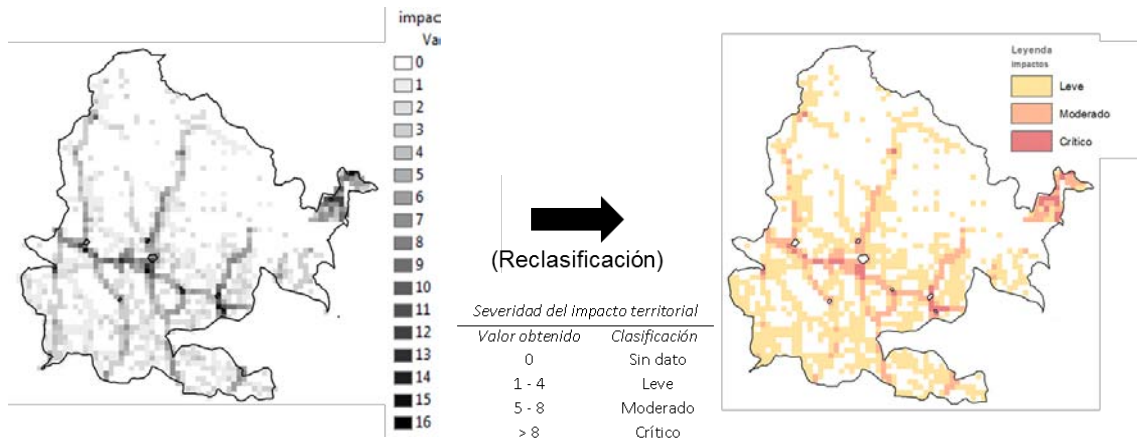 impac
Va
0
1
2
3
4
5
6
7
8
9
10
11
12
13
14
15
16
(Reclasificación)
Severidad del impacto territorial
Valor obtenido Clasificación
0 Sin dato
1 - 4 Leve
5 - 8 Moderado
> 8 Crítico
Leyenda
impactos
Leve
Moderado
Crítico